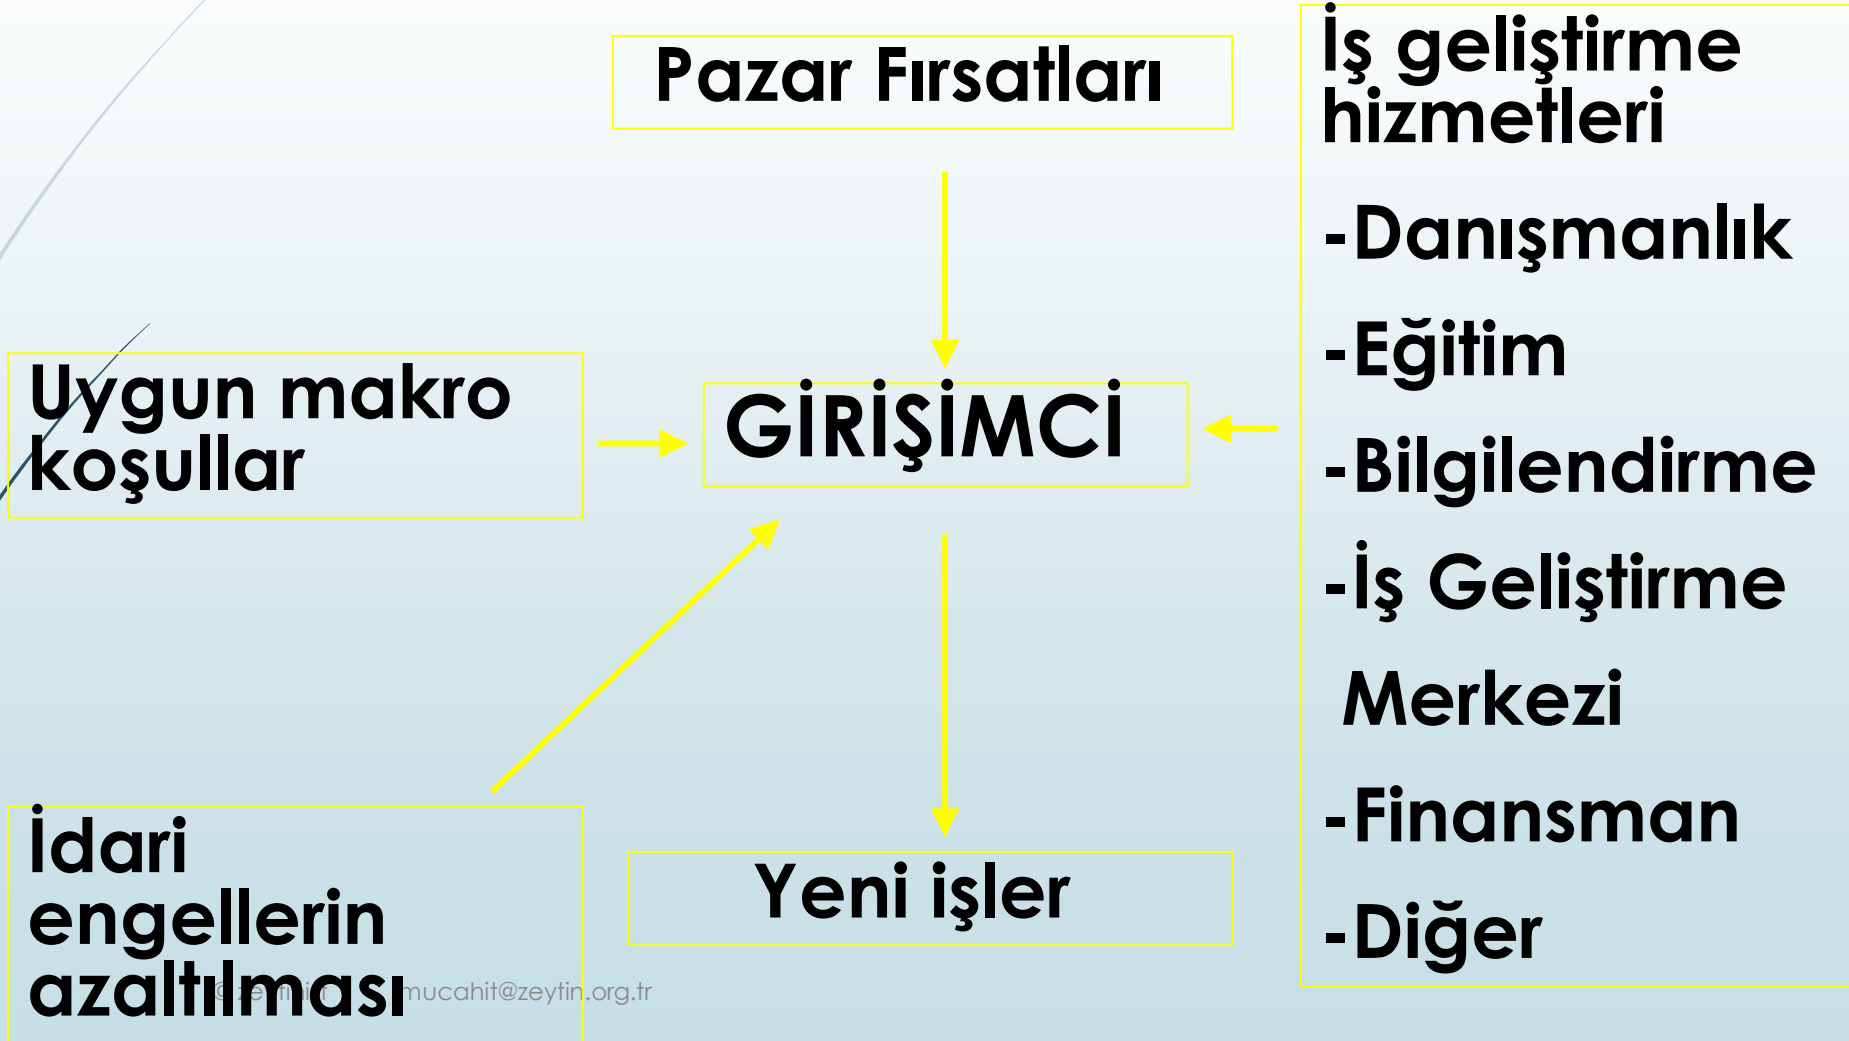 Pazar Fırsatları
İş geliştirme
hizmetleri
-Danışmanlık
-Eğitim
-Bilgilendirme
-İş Geliştirme
Merkezi
-Finansman
-Diğer
Uygun makro
koşullar
GİRİŞİMCİ
İdari
engellerin
azaltılması
Yeni işler
© mucahit@zeytin.org.tr